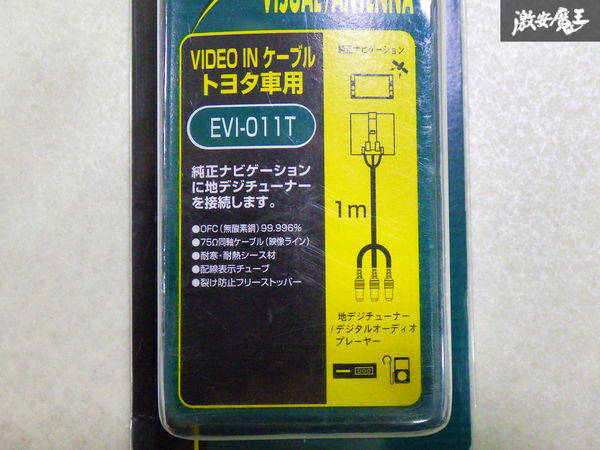 VISUAL/ANTENNA
激安魔王
VIDEO IN ケーブル
トヨタ車用
EVI-011T
純正ナビゲーション
に地デジチューナー
を接続します。
●OFC（無酸素銅）99.996%
●75Ω同軸ケーブル（映像ライン）
●耐寒・耐熱シース材
●配線表示チューブ
●裂け防止フリーストッパー
純正ナビゲーション
1m
地デジチューナー
/デジタルオーディオ
プレーヤー